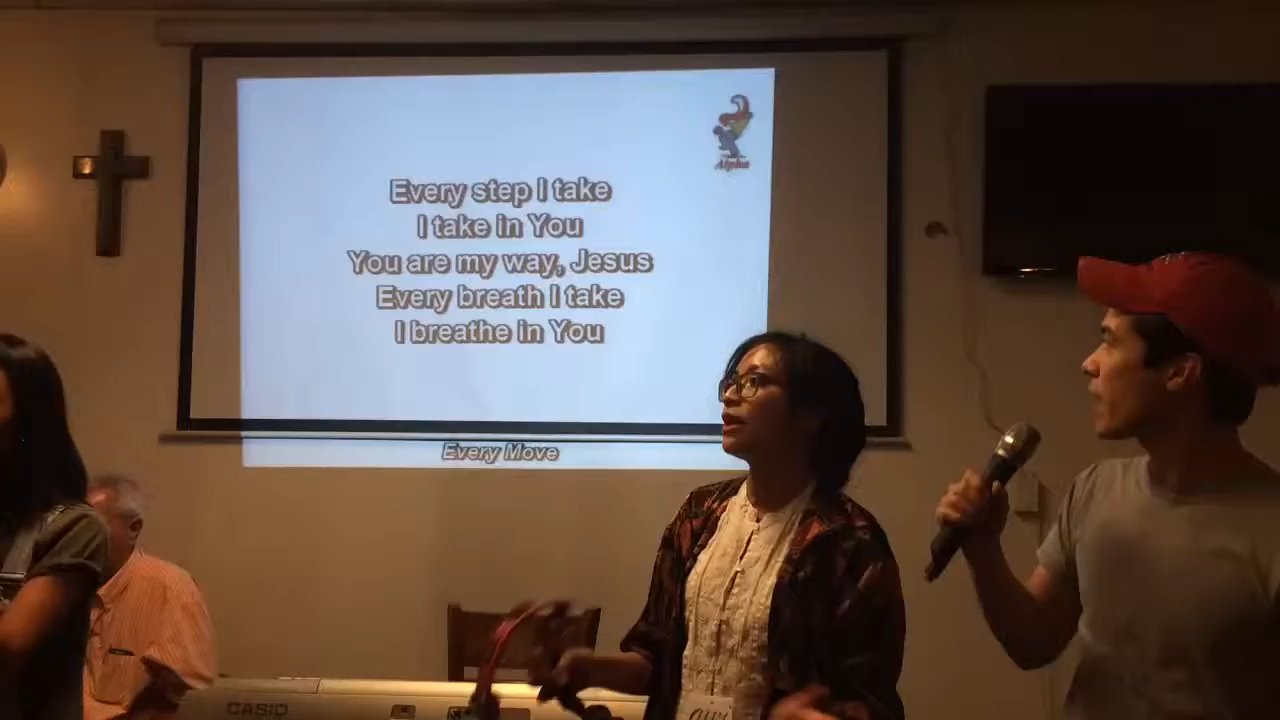 Alpha
Every step I take
I take in You
You are my way, Jesus
Every breath I take
I breathe in You
Every Move
CASIO